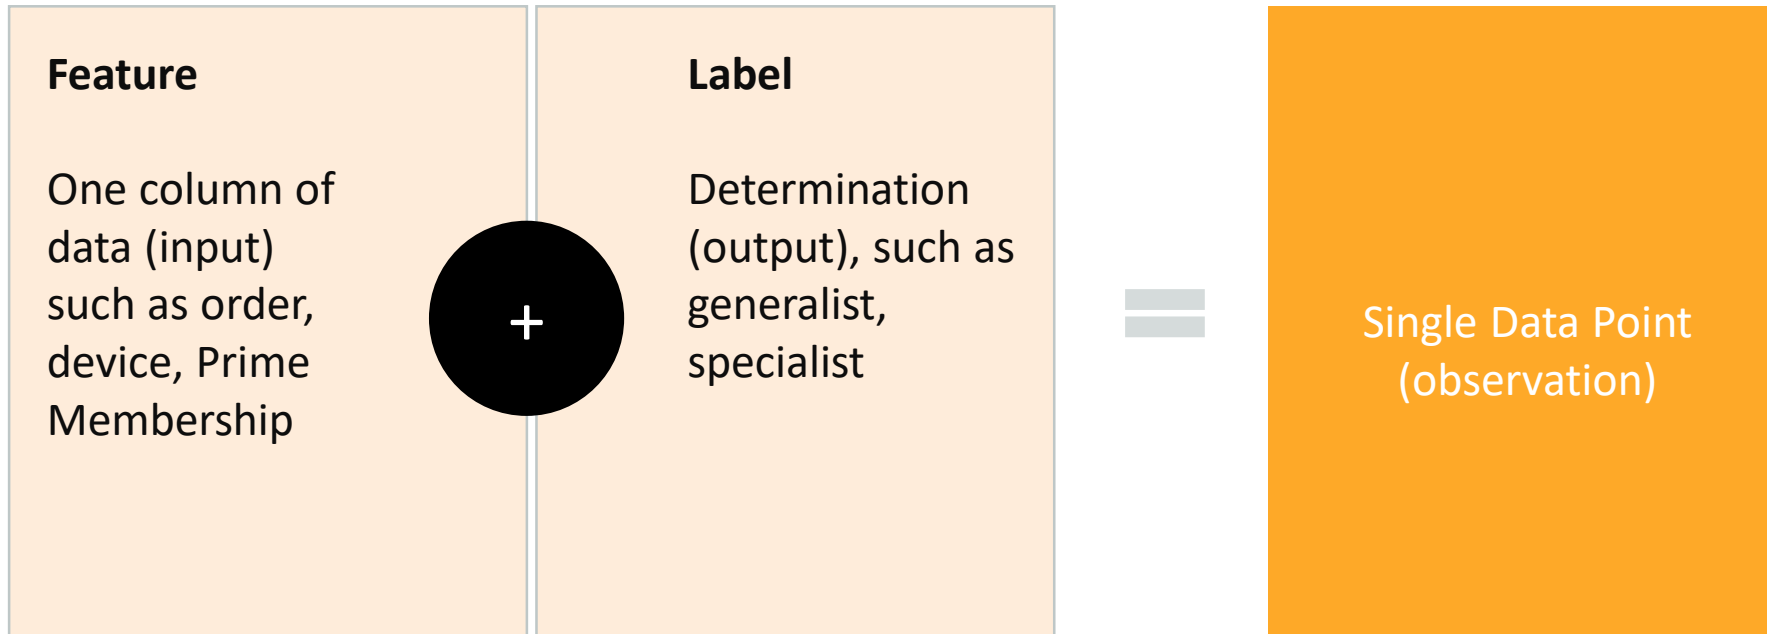 Feature
One column of
data (input)
such as order,
device, Prime
Membership
+
Label
Determination
(output), such as
generalist,
specialist
=
Single Data Point
(observation)